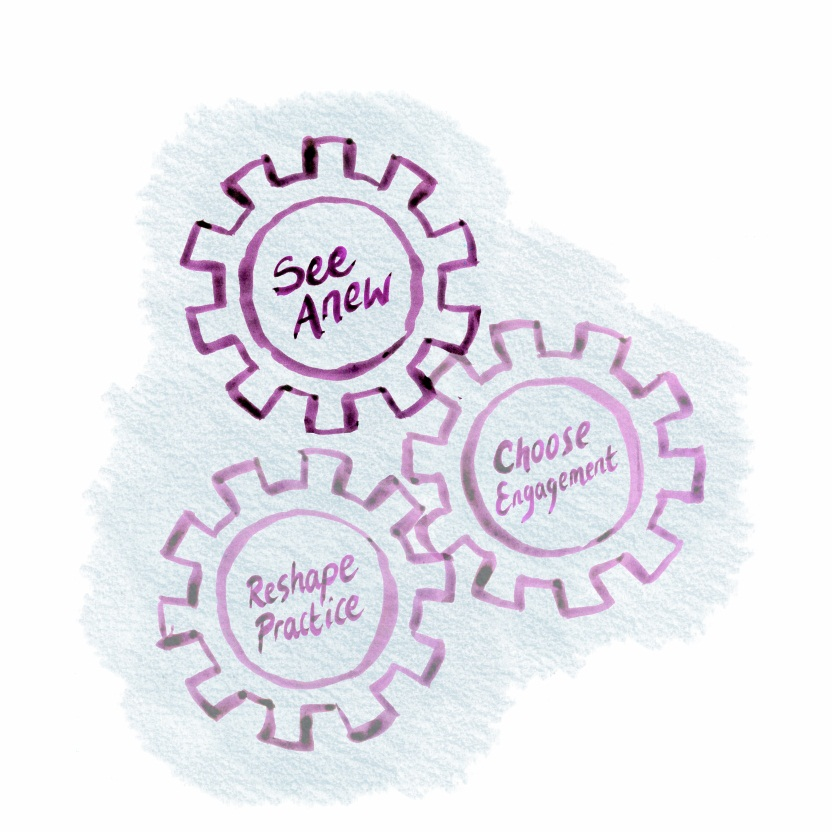 See
Anew
Choose
Engagement
Reshape
Practice